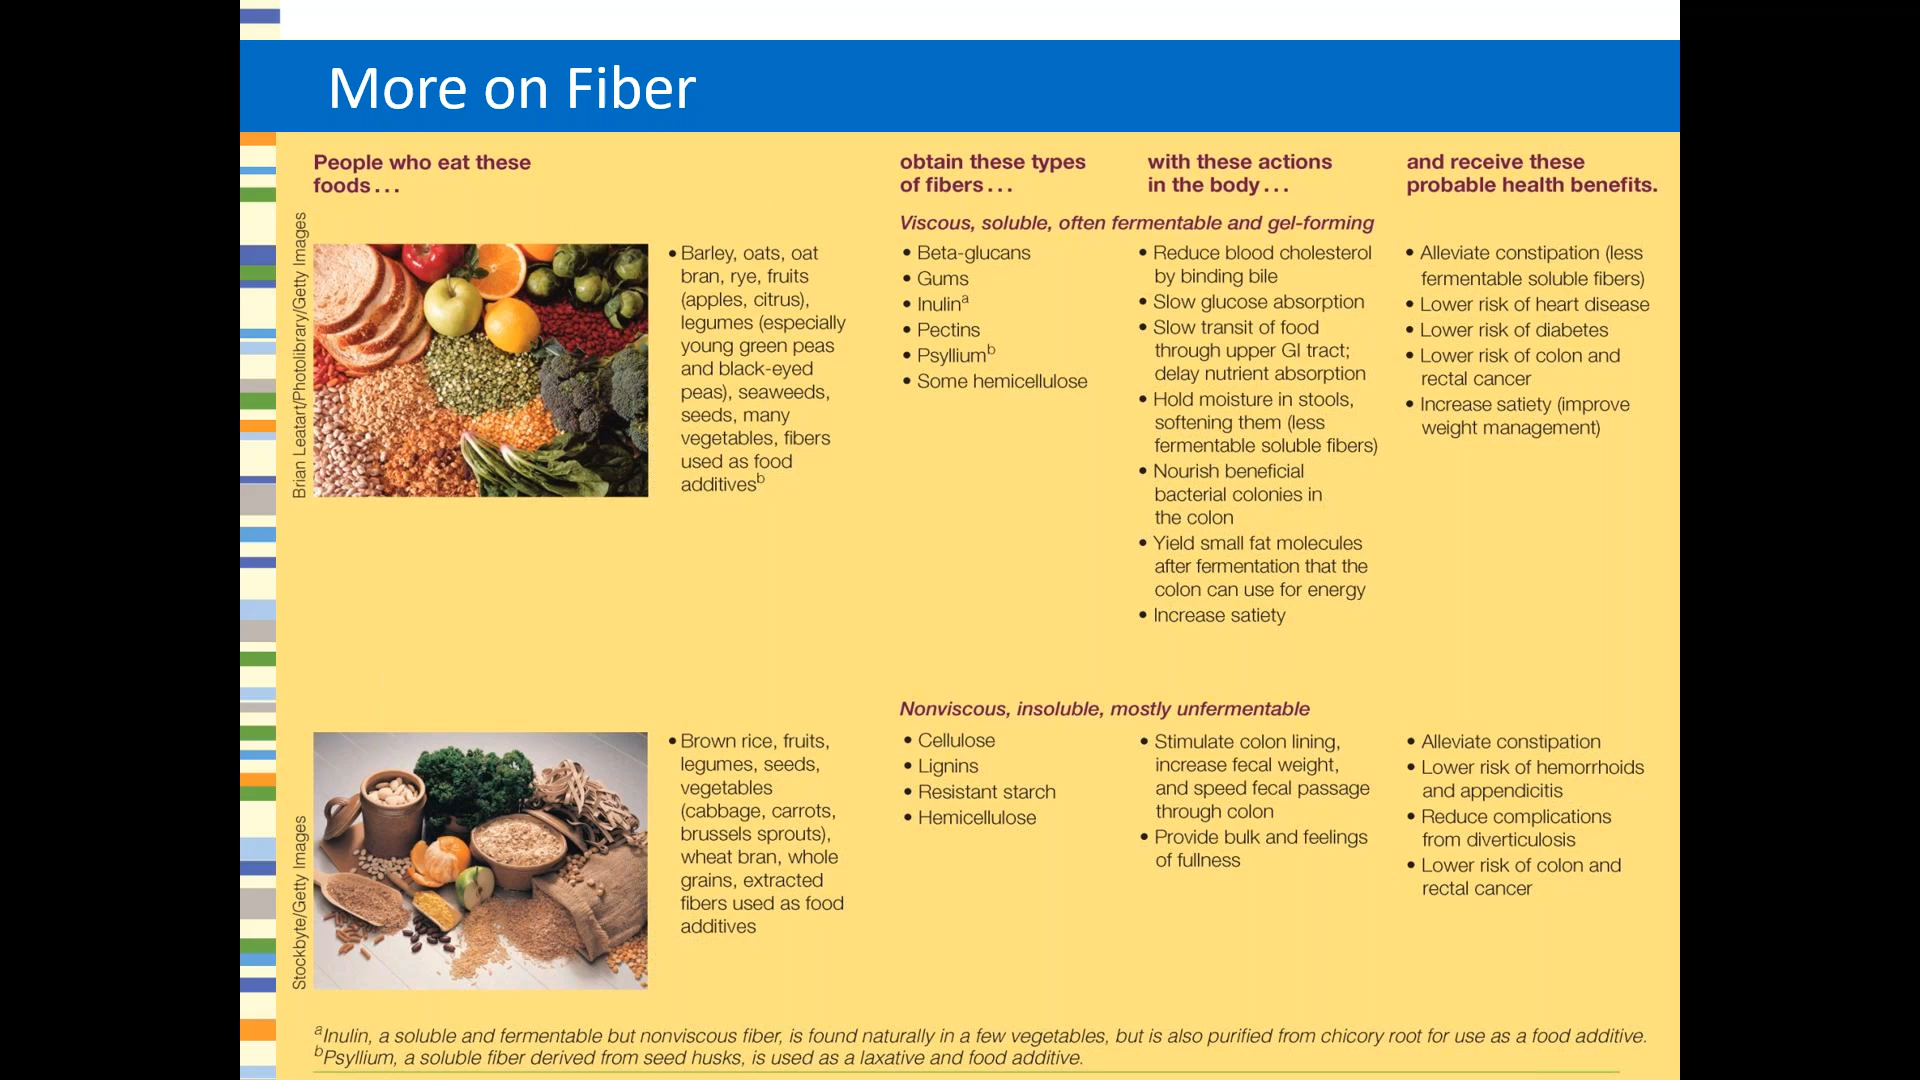 More on Fiber
People who eat these
foods . . .
obtain these types
of fibers . . .
with these actions
in the body . . .
and receive these
probable health benefits.
Brian Leatart/Photolibrary/Getty Images
• Barley, oats, oat
bran, rye, fruits
(apples, citrus),
legumes (especially
young green peas
and black-eyed
peas), seaweeds,
seeds, many
vegetables, fibers
used as food
additivesᵇ
Viscous, soluble, often fermentable and gel-forming
• Beta-glucans
• Gums
• Inulinᵃ
• Pectins
• Psylliumᵇ
• Some hemicellulose
• Reduce blood cholesterol
by binding bile
• Slow glucose absorption
• Slow transit of food
through upper GI tract;
delay nutrient absorption
• Hold moisture in stools,
softening them (less
fermentable soluble fibers)
• Nourish beneficial
bacterial colonies in
the colon
• Yield small fat molecules
after fermentation that the
colon can use for energy
• Increase satiety
• Alleviate constipation (less
fermentable soluble fibers)
• Lower risk of heart disease
• Lower risk of diabetes
• Lower risk of colon and
rectal cancer
• Increase satiety (improve
weight management)
Stockbyte/Getty Images
• Brown rice, fruits,
legumes, seeds,
vegetables
(cabbage, carrots,
brussels sprouts),
wheat bran, whole
grains, extracted
fibers used as food
additives
Nonviscous, insoluble, mostly unfermentable
• Cellulose
• Lignins
• Resistant starch
• Hemicellulose
• Stimulate colon lining,
increase fecal weight,
and speed fecal passage
through colon
• Provide bulk and feelings
of fullness
• Alleviate constipation
• Lower risk of hemorrhoids
and appendicitis
• Reduce complications
from diverticulosis
• Lower risk of colon and
rectal cancer
ᵃInulin, a soluble and fermentable but nonviscous fiber, is found naturally in a few vegetables, but is also purified from chicory root for use as a food additive.
ᵇPsyllium, a soluble fiber derived from seed husks, is used as a laxative and food additive.